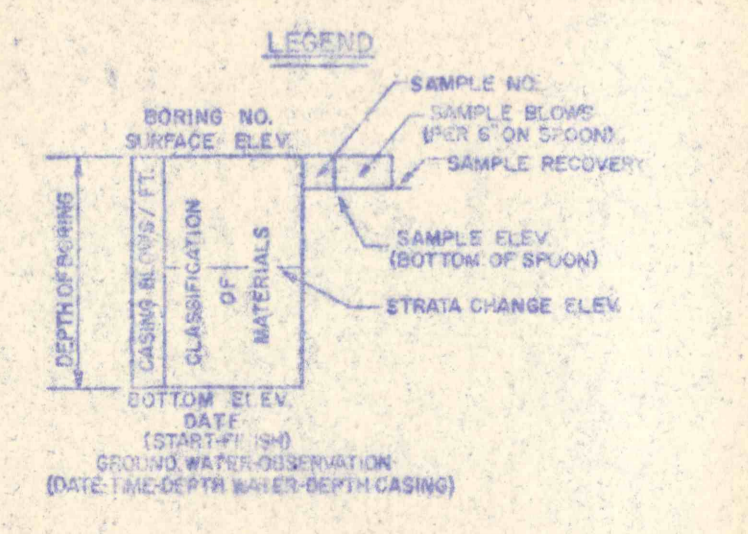 LEGEND
SAMPLE NO.
BORING NO.
SURFACE ELEV.
SAMPLE BLOWS
(PER 6" ON SPOON)
SAMPLE RECOVERY
DEPTH OF BORING
CASING BLOWS/ FT.
CLASSIFICATION
OF
MATERIALS
SAMPLE ELEV.
(BOTTOM OF SPOON)
STRATA CHANGE ELEV.
BOTTOM ELEV.
DATE
(START-FINISH)
GROUND WATER OBSERVATION
(DATE-TIME-DEPTH WATER-DEPTH CASING)